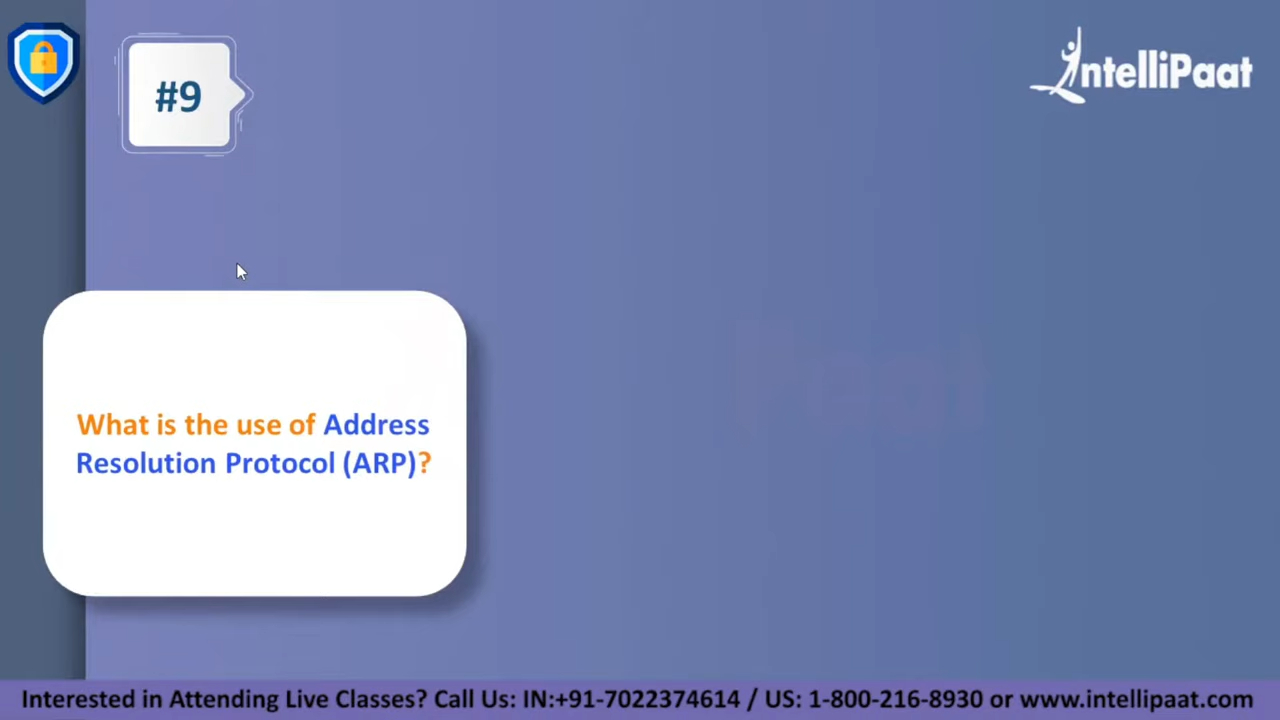 #9
IntelliPaat
What is the use of Address
Resolution Protocol (ARP)?
Interested in Attending Live Classes? Call Us: IN:+91-7022374614 / US: 1-800-216-8930 or www.intellipaat.com